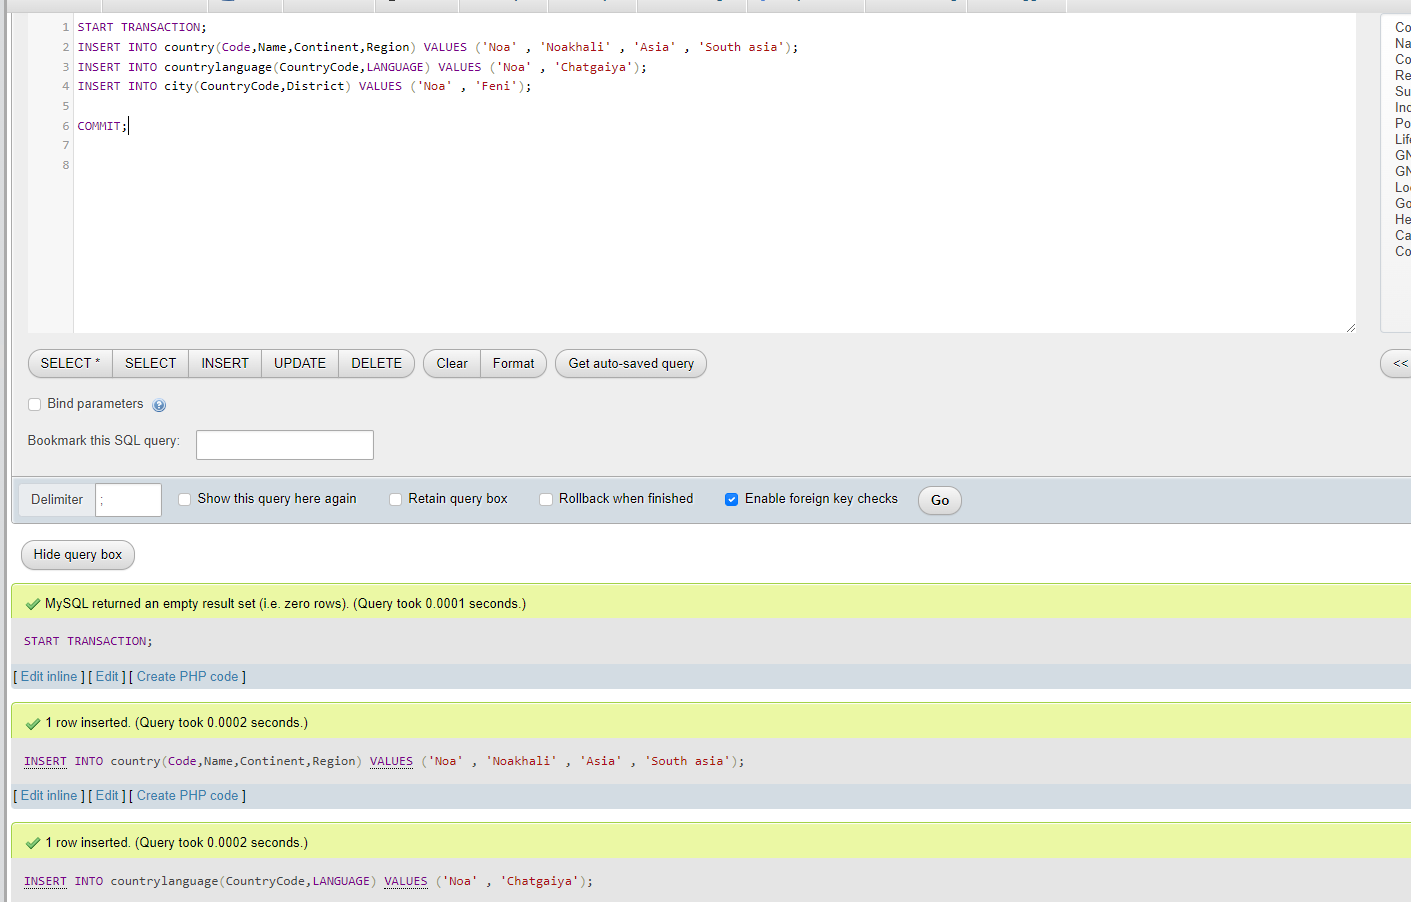 1 START TRANSACTION;
2 INSERT INTO country(Code,Name,Continent,Region) VALUES ('Noa' , 'Noakhali' , 'Asia' , 'South asia');
3 INSERT INTO countrylanguage(CountryCode,LANGUAGE) VALUES ('Noa' , 'Chatgaiya');
4 INSERT INTO city(CountryCode,District) VALUES ('Noa' , 'Feni');
5
6 COMMIT;
7
8
Co
Na
Co
Re
Su
Ind
Po
Life
GN
GN
Loc
Go
He
Ca
Co
SELECT * SELECT INSERT UPDATE DELETE Clear Format Get auto-saved query <<
Bind parameters
Bookmark this SQL query:
Delimiter ; Show this query here again Retain query box Rollback when finished Enable foreign key checks Go
Hide query box
MySQL returned an empty result set (i.e. zero rows). (Query took 0.0001 seconds.)
START TRANSACTION;
[ Edit inline ] [ Edit ] [ Create PHP code ]
1 row inserted. (Query took 0.0002 seconds.)
INSERT INTO country(Code,Name,Continent,Region) VALUES ('Noa' , 'Noakhali' , 'Asia' , 'South asia');
[ Edit inline ] [ Edit ] [ Create PHP code ]
1 row inserted. (Query took 0.0002 seconds.)
INSERT INTO countrylanguage(CountryCode,LANGUAGE) VALUES ('Noa' , 'Chatgaiya');